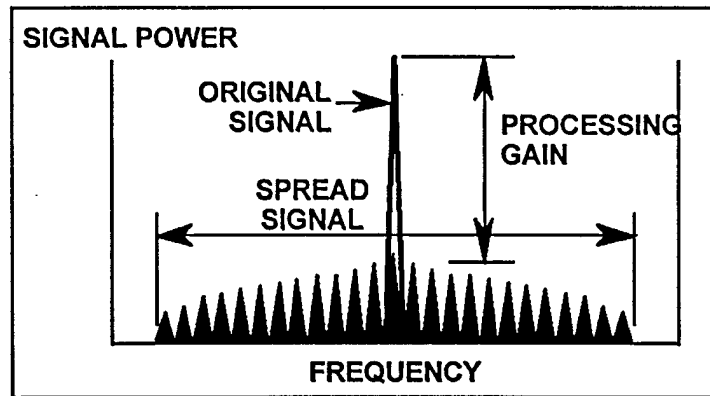 SIGNAL POWER
ORIGINAL
SIGNAL
PROCESSING
GAIN
SPREAD
SIGNAL
FREQUENCY